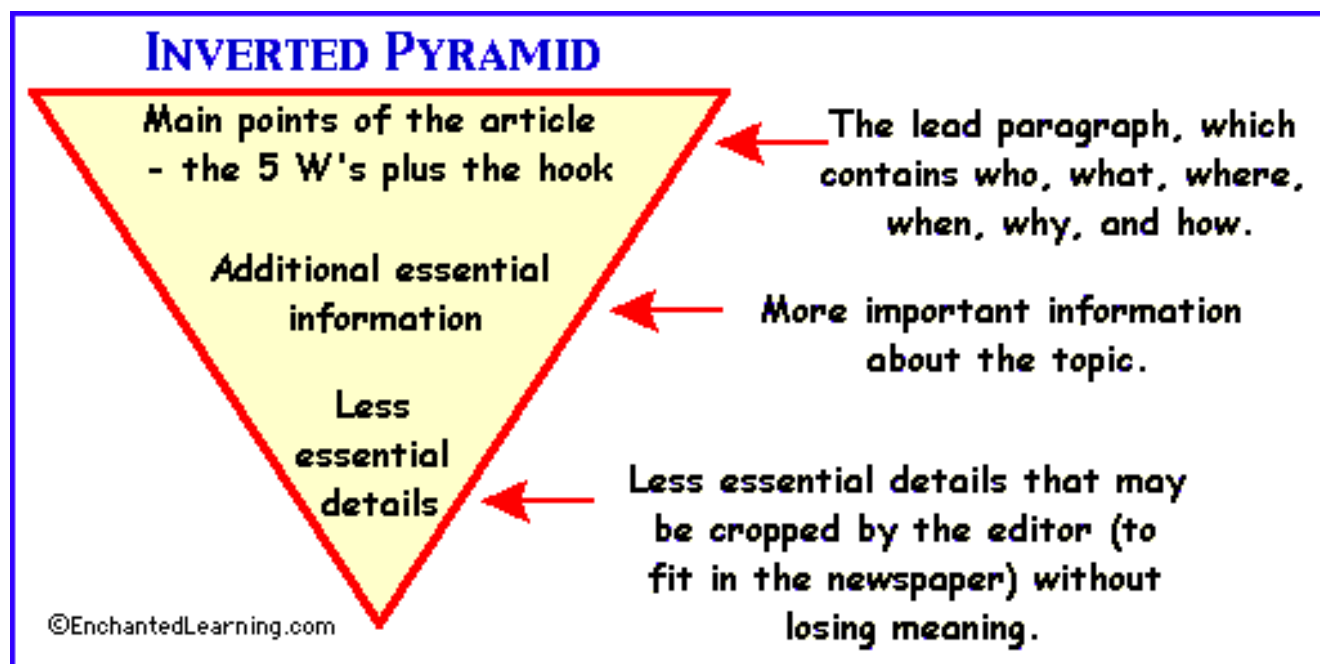 INVERTED PYRAMID
Main points of the article
- the 5 W's plus the hook
The lead paragraph, which
contains who, what, where,
when, why, and how.
Additional essential
information
More important information
about the topic.
Less
essential
details
Less essential details that may
be cropped by the editor (to
fit in the newspaper) without
losing meaning.
©EnchantedLearning.com